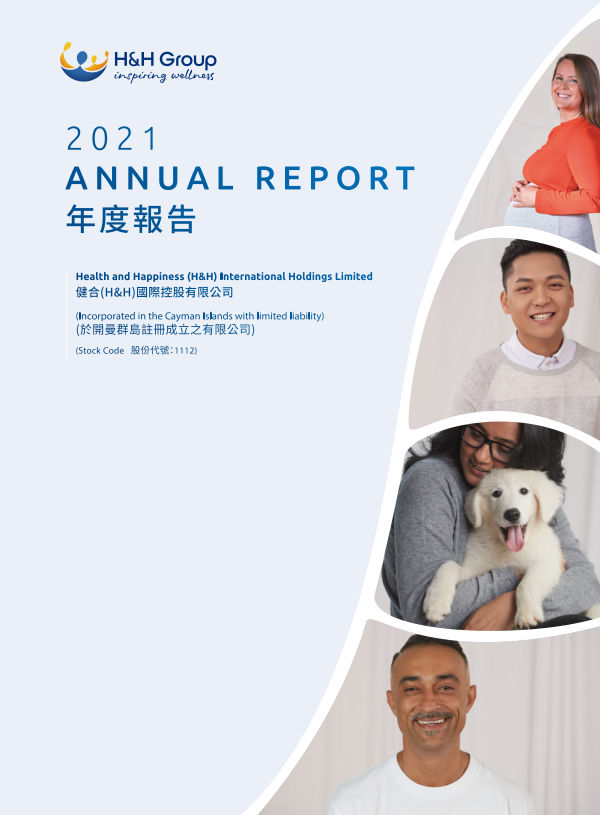 H&H Group
inspiring wellness
2021
ANNUAL REPORT
年度報告
Health and Happiness (H&H) International Holdings Limited
健合(H&H)國際控股有限公司
(Incorporated in the Cayman Islands with limited liability)
(於開曼群島註冊成立之有限公司)
(Stock Code 股份代號：1112)